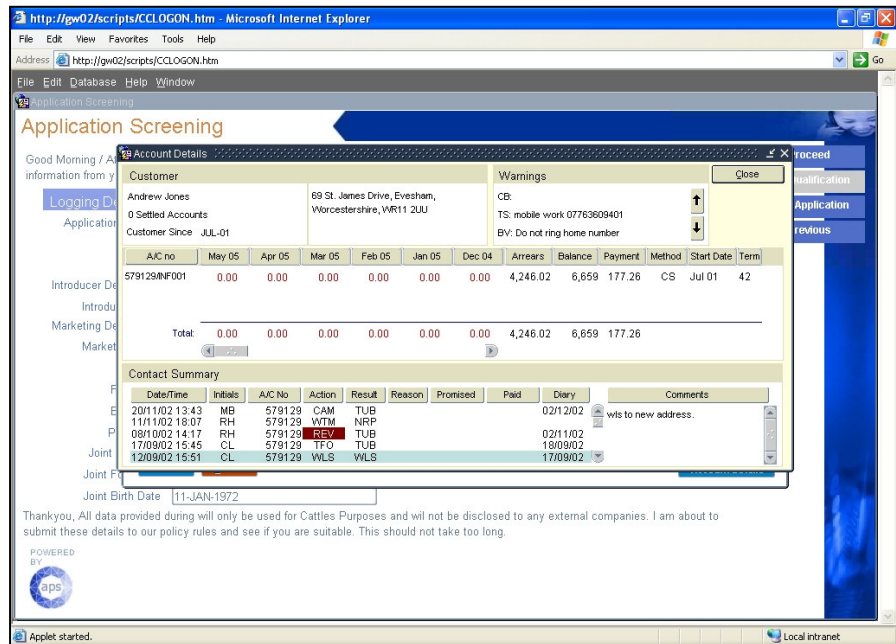 http://gw02/scripts/CCLOGON.htm - Microsoft Internet Explorer
File Edit View Favorites Tools Help
Address http://gw02/scripts/CCLOGON.htm Go
File Edit Database Help Window
Application Screening
Application Screening
Good Morning / A
information from y
Logging De
Application
Introducer De
Introdu
Marketing De
Market
F
E
P
Joint
Joint Fo
roceed
ualification
Application
revious
Account Details
Close
Customer
Andrew Jones
0 Settled Accounts
Customer Since JUL-01
69 St. James Drive, Evesham,
Worcestershire, WR11 2UU
Warnings
CB:
TS: mobile work 07763609401
BV: Do not ring home number
A/C no May 05 Apr 05 Mar 05 Feb 05 Jan 05 Dec 04 Arrears Balance Payment Method Start Date Term
579129/INF001 0.00 0.00 0.00 0.00 0.00 0.00 4,246.02 6,659 177.26 CS Jul 01 42
Total: 0.00 0.00 0.00 0.00 0.00 0.00 4,246.02 6,659 177.26
Contact Summary
Date/Time Initials A/C No Action Result Reason Promised Paid Diary Comments
20/11/02 13:43 MB 579129 CAM TUB 02/12/02 wls to new address.
11/11/02 18:07 RH 579129 WTM NRP
08/10/02 14:17 RH 579129 REV TUB 02/11/02
17/09/02 15:45 CL 579129 TFO TUB 18/09/02
12/09/02 15:51 CL 579129 WLS WLS 17/09/02
Joint Birth Date 11-JAN-1972
Thankyou, All data provided during will only be used for Cattles Purposes and wil not be disclosed to any external companies. I am about to
submit these details to our policy rules and see if you are suitable. This should not take too long.
POWERED
BY
aps
Applet started. Local intranet